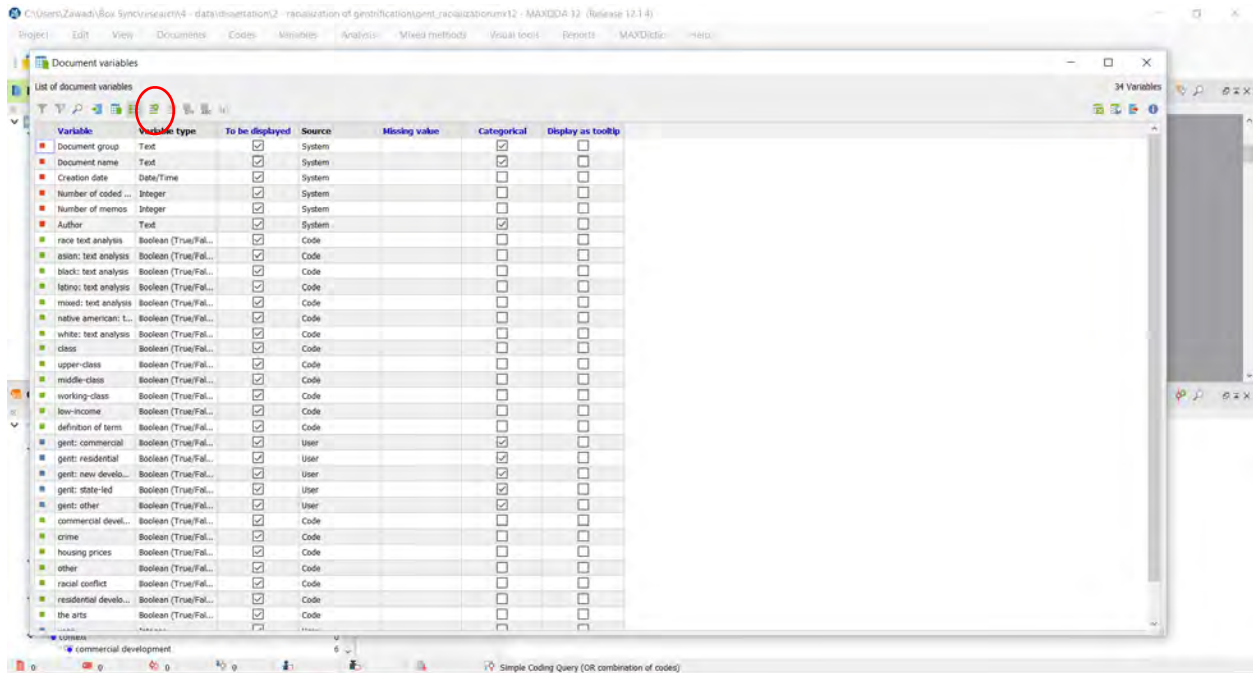 C:\Users\Zawadi\Box Sync\research\4 - data\dissertation\2 - racialization of gentrification\gent_racialization.mx12 - MAXQDA 12 (Release 12.1.4)
Project Edit View Documents Codes Variables Analysis Mixed methods Visual tools Reports MAXDictio Help
Document variables
List of document variables 34 Variables
Variable Variable type To be displayed Source Missing value Categorical Display as tooltip
Document group Text System
Document name Text System
Creation date Date/Time System
Number of coded ... Integer System
Number of memos Integer System
Author Text System
race text analysis Boolean (True/Fal... Code
asian: text analysis Boolean (True/Fal... Code
black: text analysis Boolean (True/Fal... Code
latino: text analysis Boolean (True/Fal... Code
mixed: text analysis Boolean (True/Fal... Code
native american: t... Boolean (True/Fal... Code
white: text analysis Boolean (True/Fal... Code
class Boolean (True/Fal... Code
upper-class Boolean (True/Fal... Code
middle-class Boolean (True/Fal... Code
working-class Boolean (True/Fal... Code
low-income Boolean (True/Fal... Code
definition of term Boolean (True/Fal... Code
gent: commercial Boolean (True/Fal... User
gent: residential Boolean (True/Fal... User
gent: new develo... Boolean (True/Fal... User
gent: state-led Boolean (True/Fal... User
gent: other Boolean (True/Fal... User
commercial devel... Boolean (True/Fal... Code
crime Boolean (True/Fal... Code
housing prices Boolean (True/Fal... Code
other Boolean (True/Fal... Code
racial conflict Boolean (True/Fal... Code
residential develo... Boolean (True/Fal... Code
the arts Boolean (True/Fal... Code
context 0
commercial development 6
0 0 0 0 1 Simple Coding Query (OR combination of codes)